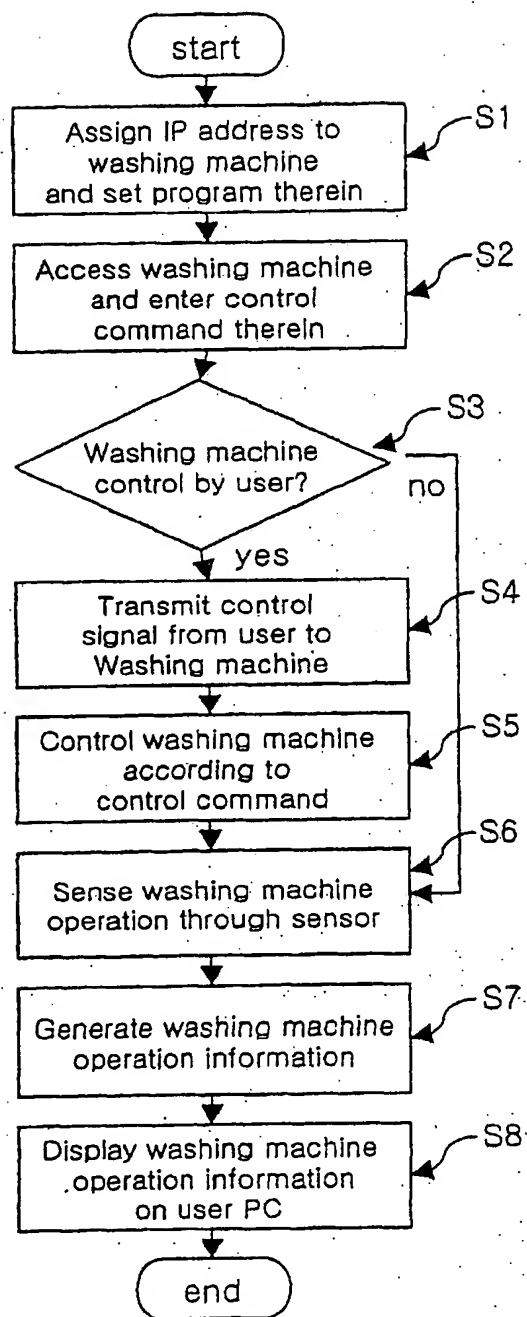 start
S1
Assign IP address to
washing machine
and set program therein
S2
Access washing machine
and enter control
command therein
S3
Washing machine
control by user?
no
yes
S4
Transmit control
signal from user to
Washing machine
S5
Control washing machine
according to
control command
S6
Sense washing machine
operation through sensor
S7
Generate washing machine
operation information
S8
Display washing machine
operation information
on user PC
end